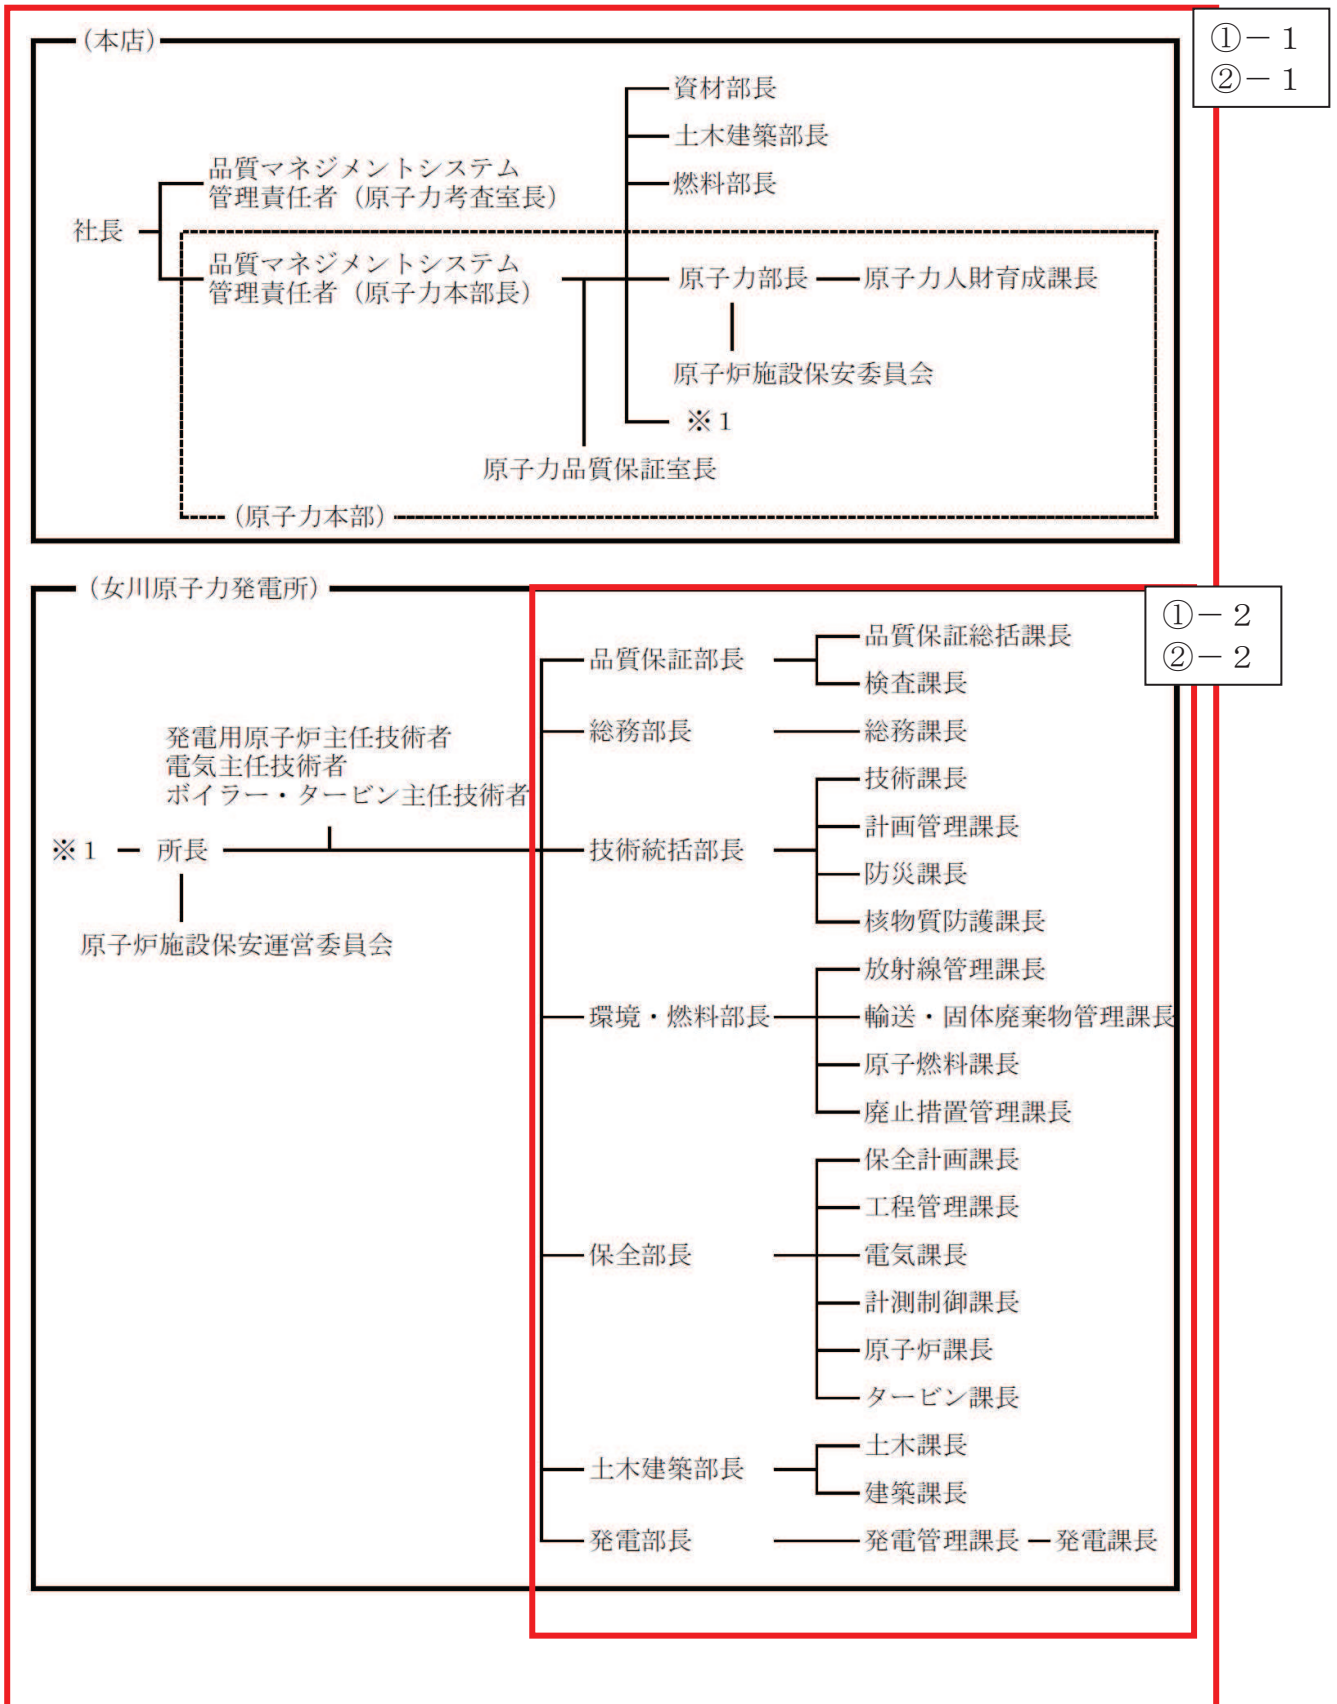 ①－１
②－１
（本店）
資材部長
土木建築部長
燃料部長
品質マネジメントシステム
管理責任者（原子力考査室長）
社長
品質マネジメントシステム
管理責任者（原子力本部長）
原子力部長
原子力人財育成課長
原子炉施設保安委員会
※１
原子力品質保証室長
（原子力本部）
（女川原子力発電所）
①－２
②－２
品質保証部長
品質保証総括課長
検査課長
総務部長
総務課長
発電用原子炉主任技術者
電気主任技術者
ボイラー・タービン主任技術者
※１
所長
原子炉施設保安運営委員会
技術統括部長
技術課長
計画管理課長
防災課長
核物質防護課長
環境・燃料部長
放射線管理課長
輸送・固体廃棄物管理課長
原子燃料課長
廃止措置管理課長
保全部長
保全計画課長
工程管理課長
電気課長
計測制御課長
原子炉課長
タービン課長
土木建築部長
土木課長
建築課長
発電部長
発電管理課長
発電課長